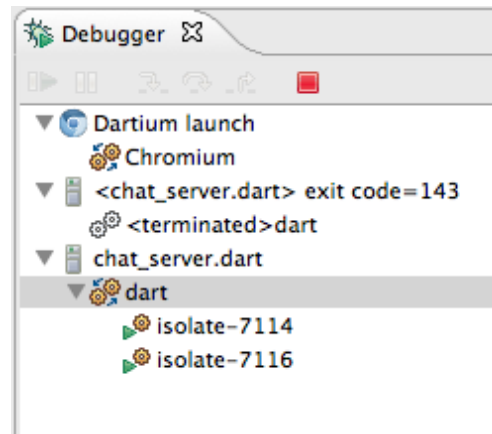 Debugger
Dartium launch
Chromium
<chat_server.dart> exit code=143
<terminated>dart
chat_server.dart
dart
isolate-7114
isolate-7116